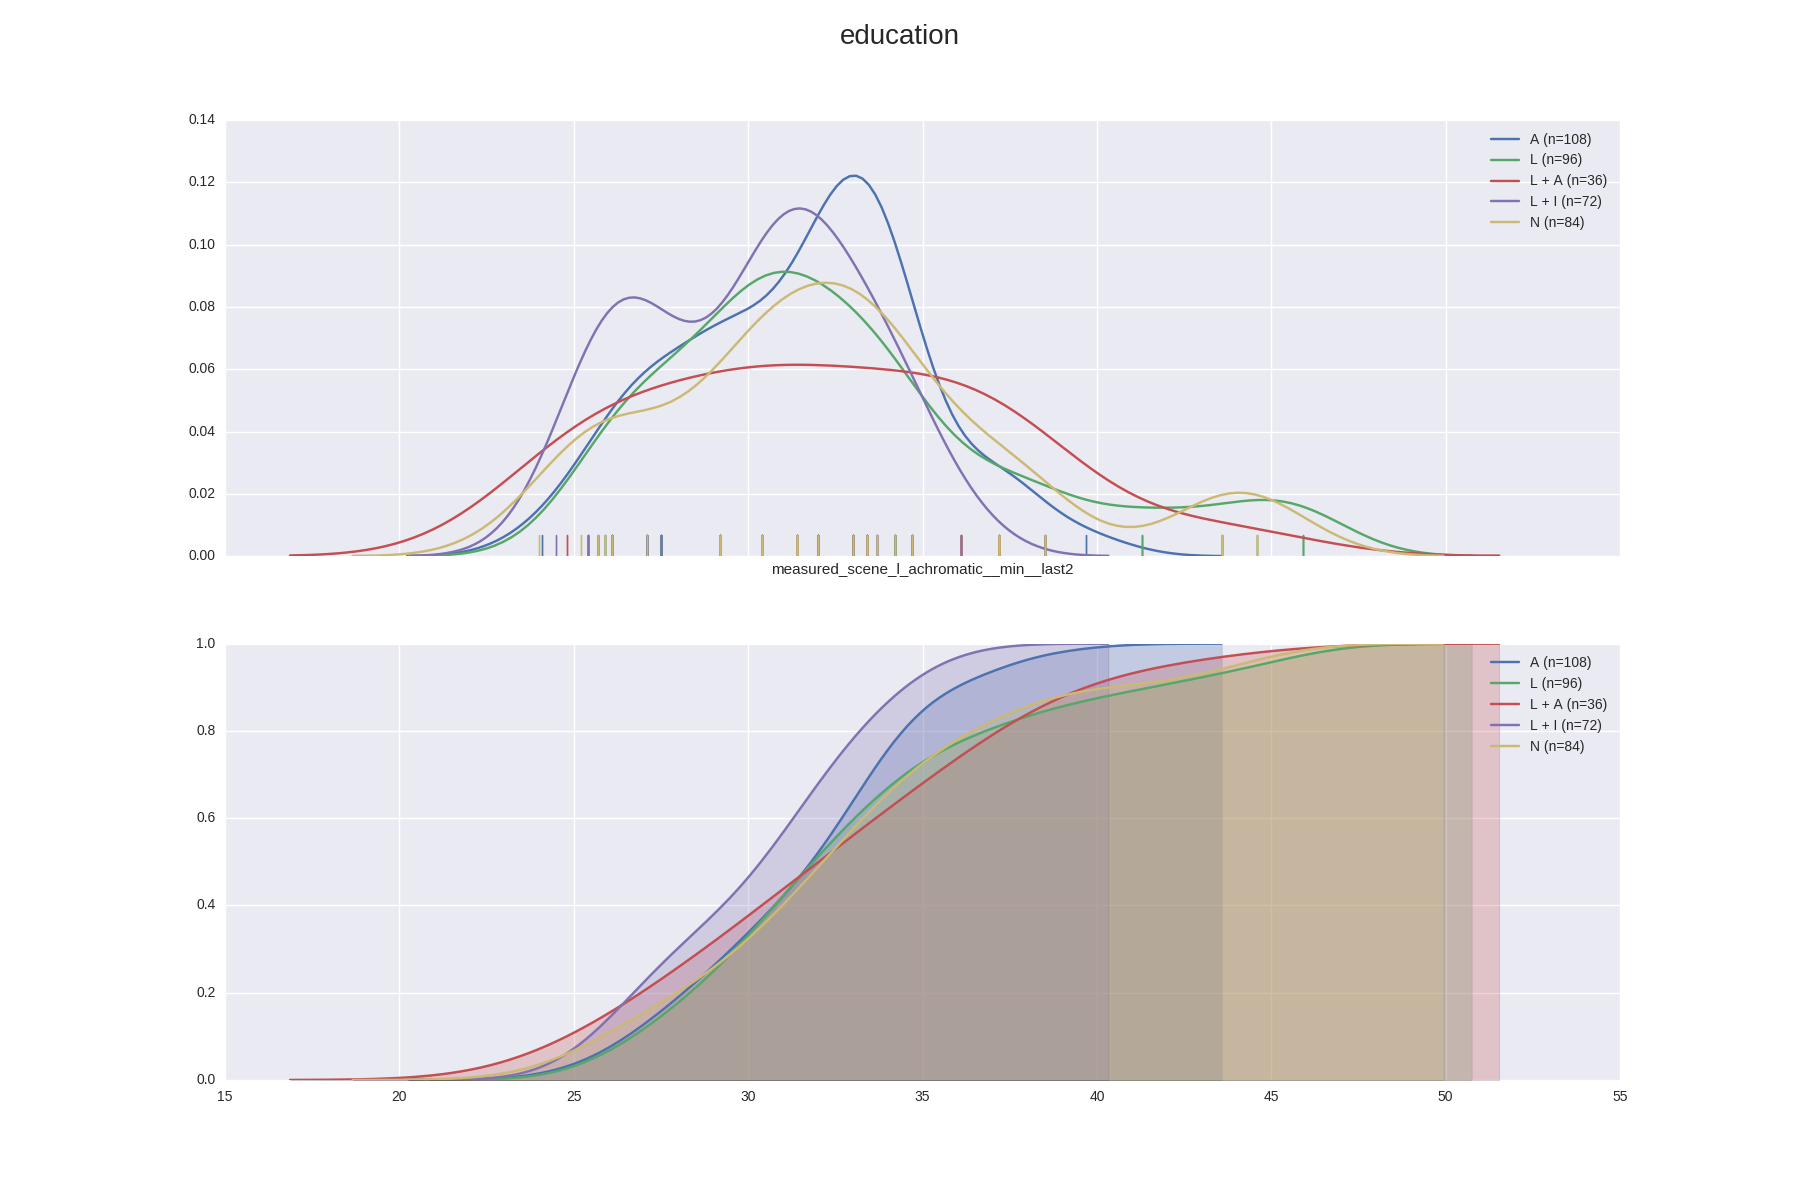 education
0.14
0.12
0.10
0.08
0.06
0.04
0.02
0.00
A (n=108)
L (n=96)
L + A (n=36)
L + I (n=72)
N (n=84)
measured_scene_l_achromatic__min__last2
1.0
0.8
0.6
0.4
0.2
0.0
A (n=108)
L (n=96)
L + A (n=36)
L + I (n=72)
N (n=84)
15 20 25 30 35 40 45 50 55